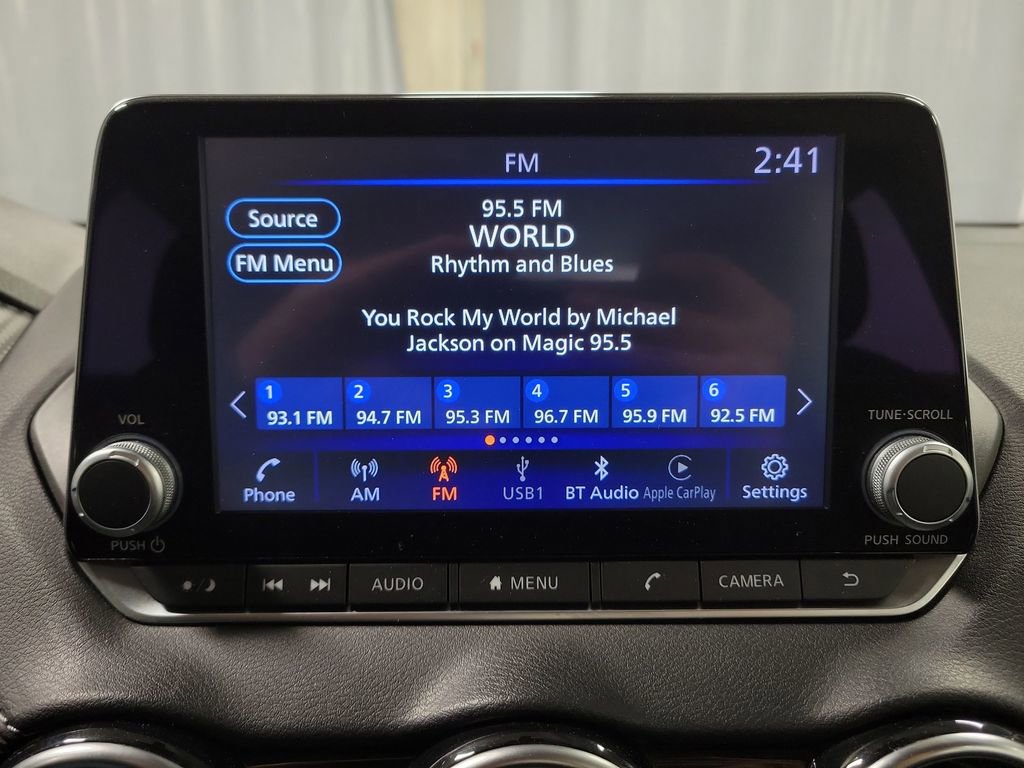 FM
2:41
Source
FM Menu
95.5 FM
WORLD
Rhythm and Blues
You Rock My World by Michael
Jackson on Magic 95.5
1 2 3 4 5 6
93.1 FM 94.7 FM 95.3 FM 96.7 FM 95.9 FM 92.5 FM
VOL
TUNE·SCROLL
Phone AM FM USB1 BT Audio Apple CarPlay Settings
PUSH
PUSH SOUND
AUDIO MENU CAMERA